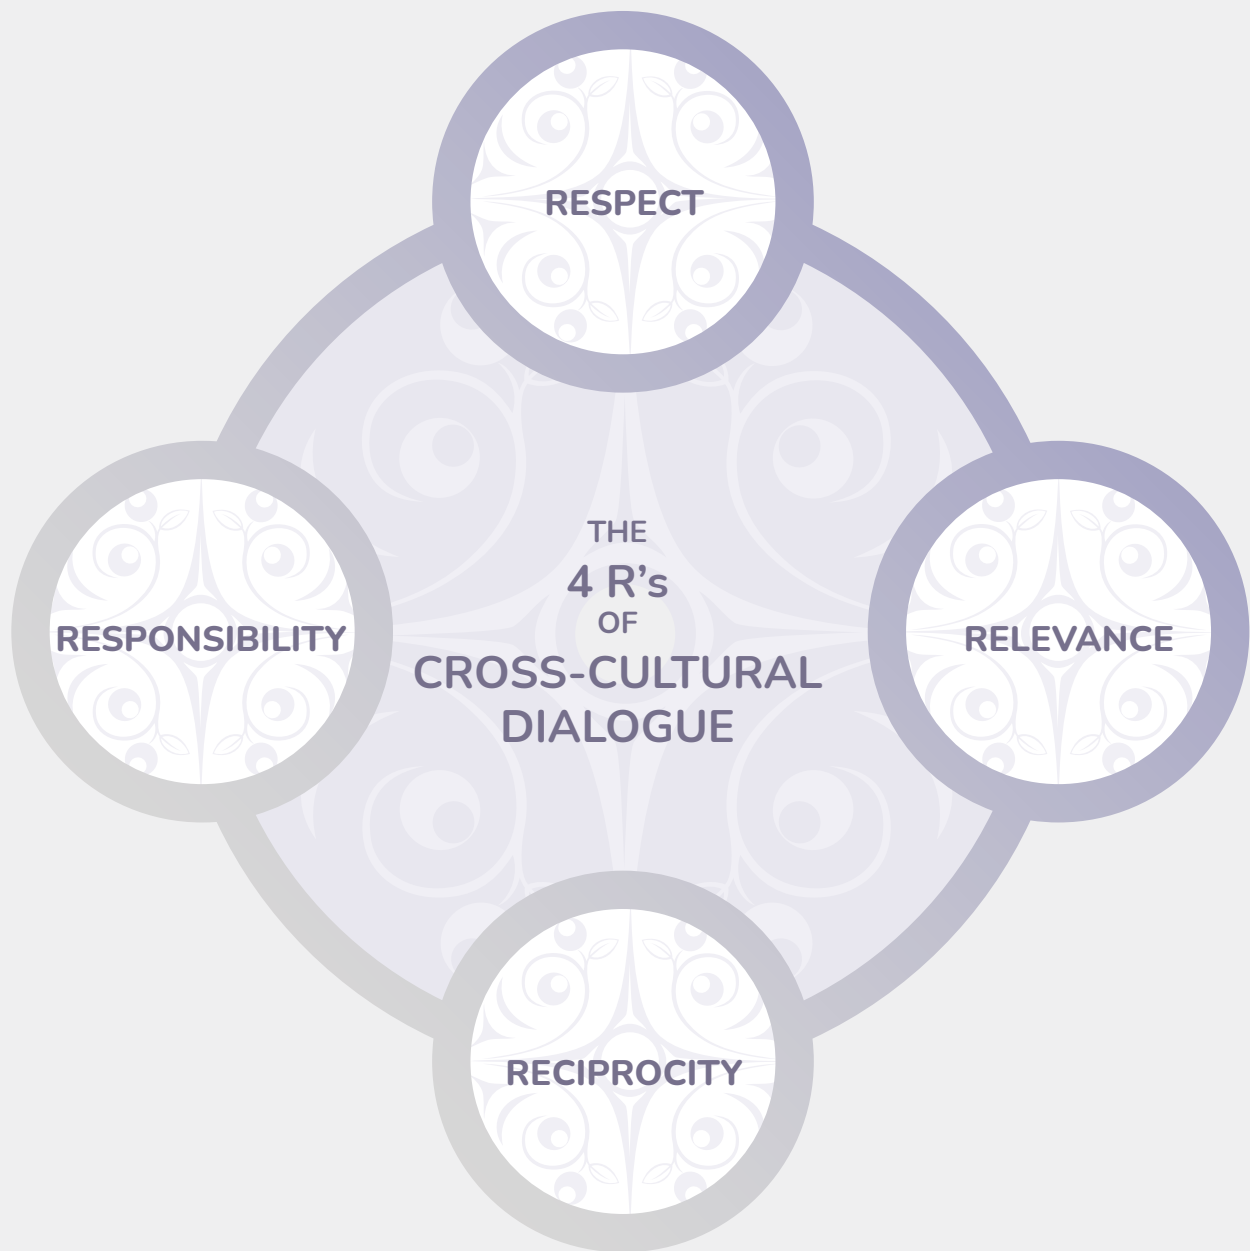 RESPECT
THE
4 R’s
OF
CROSS-CULTURAL
DIALOGUE
RESPONSIBILITY
RELEVANCE
RECIPROCITY